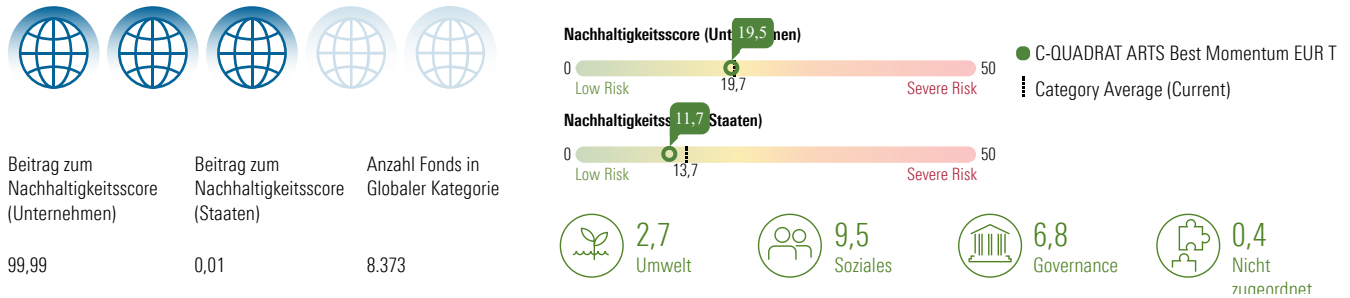 Beitrag zum
Nachhaltigkeitsscore
(Unternehmen)
99,99
Beitrag zum
Nachhaltigkeitsscore
(Staaten)
0,01
Anzahl Fonds in
Globaler Kategorie
8.373
Nachhaltigkeitsscore (Unt nen)
19,5
0
50
Low Risk
19,7
Severe Risk
Nachhaltigkeitss Staaten)
11,7
0
50
Low Risk
13,7
Severe Risk
C-QUADRAT ARTS Best Momentum EUR T
Category Average (Current)
2,7
Umwelt
9,5
Soziales
6,8
Governance
0,4
Nicht
zugeordnet